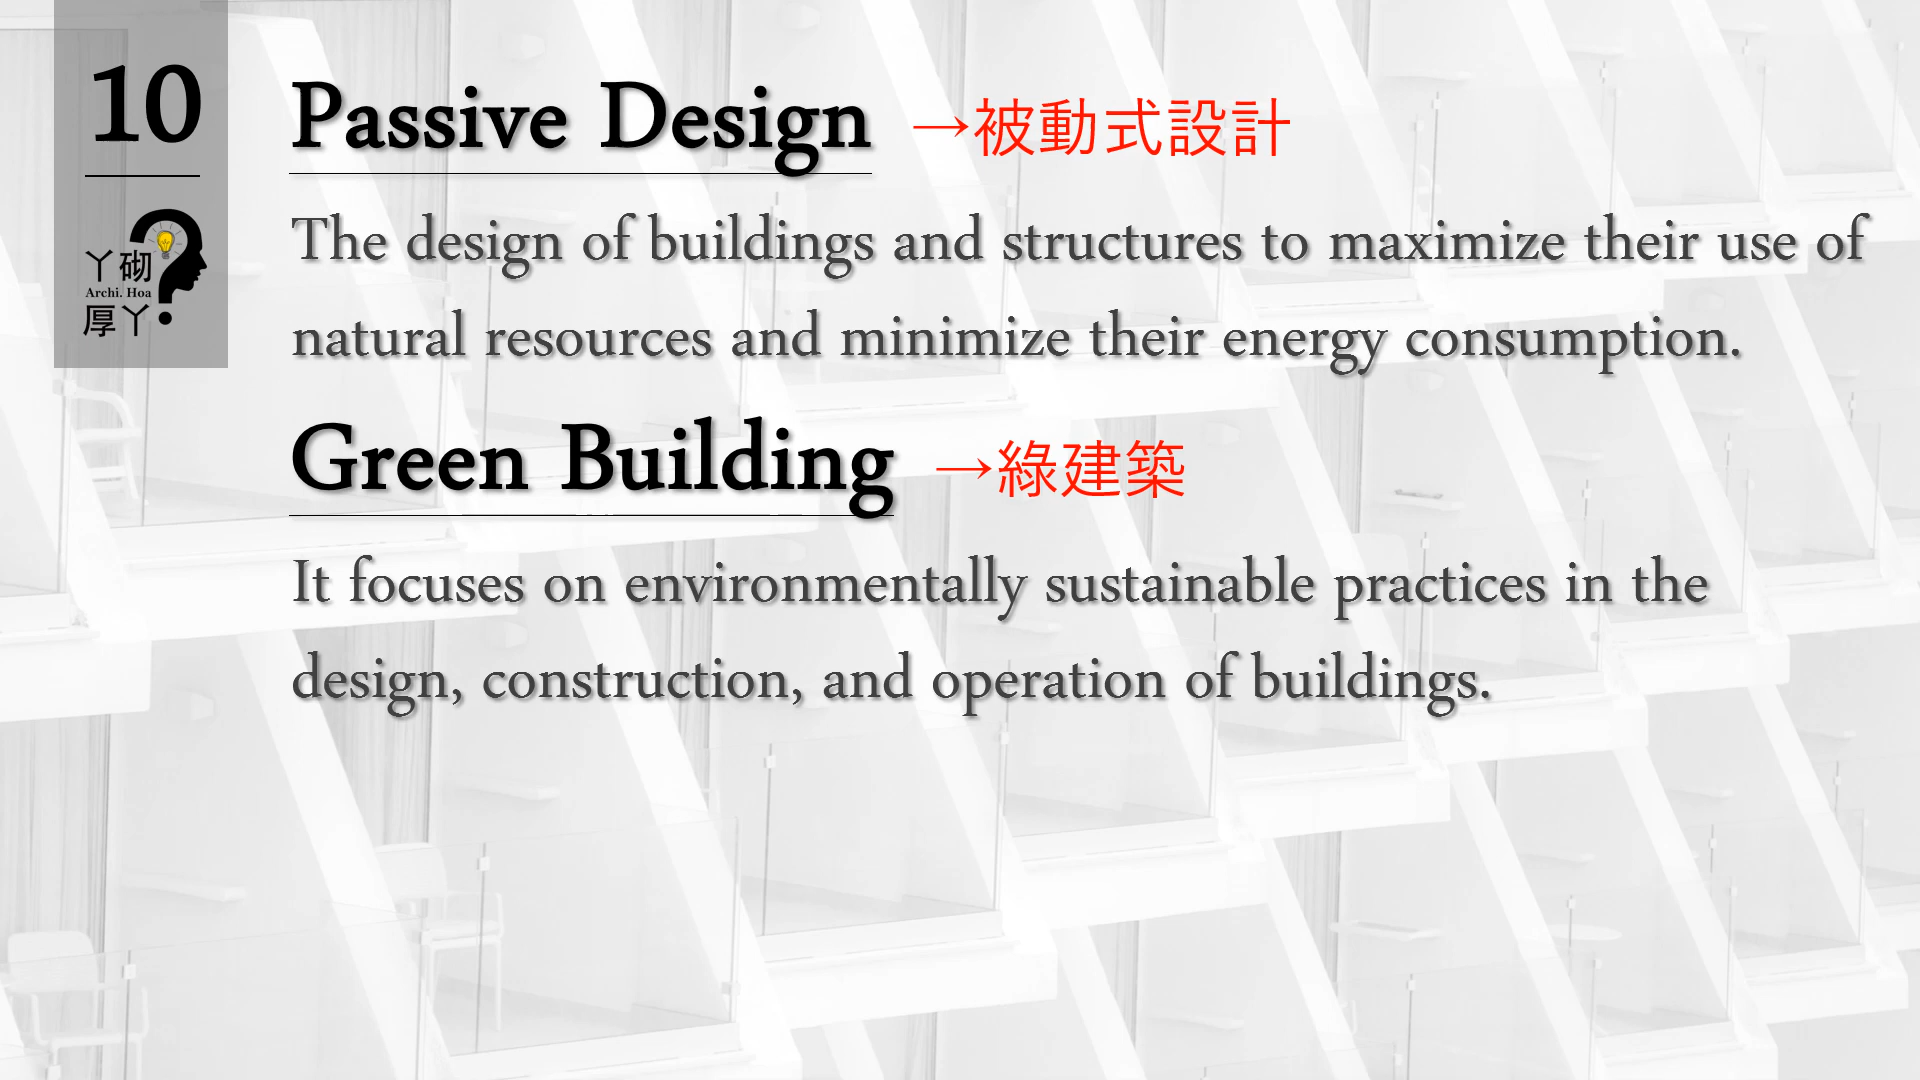 10
丫砌
Archi. Hoa
厚丫
Passive Design →被動式設計
The design of buildings and structures to maximize their use of
natural resources and minimize their energy consumption.
Green Building →綠建築
It focuses on environmentally sustainable practices in the
design, construction, and operation of buildings.